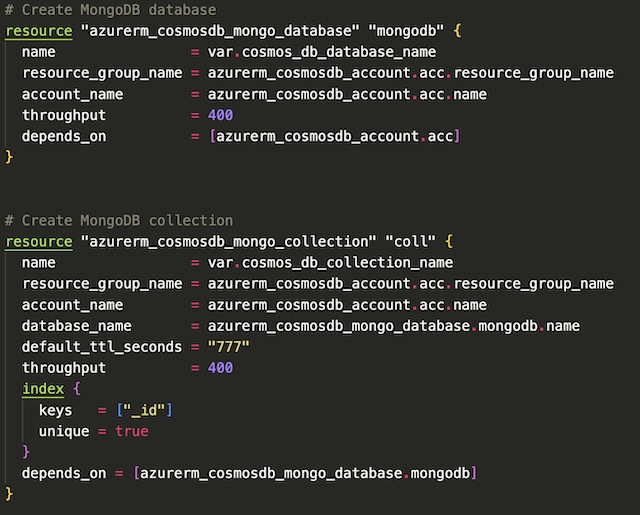 # Create MongoDB database
resource "azurerm_cosmosdb_mongo_database" "mongodb" {
  name                = var.cosmos_db_database_name
  resource_group_name = azurerm_cosmosdb_account.acc.resource_group_name
  account_name        = azurerm_cosmosdb_account.acc.name
  throughput          = 400
  depends_on          = [azurerm_cosmosdb_account.acc]
}
# Create MongoDB collection
resource "azurerm_cosmosdb_mongo_collection" "coll" {
  name                = var.cosmos_db_collection_name
  resource_group_name = azurerm_cosmosdb_account.acc.resource_group_name
  account_name        = azurerm_cosmosdb_account.acc.name
  database_name       = azurerm_cosmosdb_mongo_database.mongodb.name
  default_ttl_seconds = "777"
  throughput          = 400
  index {
    keys   = ["_id"]
    unique = true
  }
  depends_on = [azurerm_cosmosdb_mongo_database.mongodb]
}